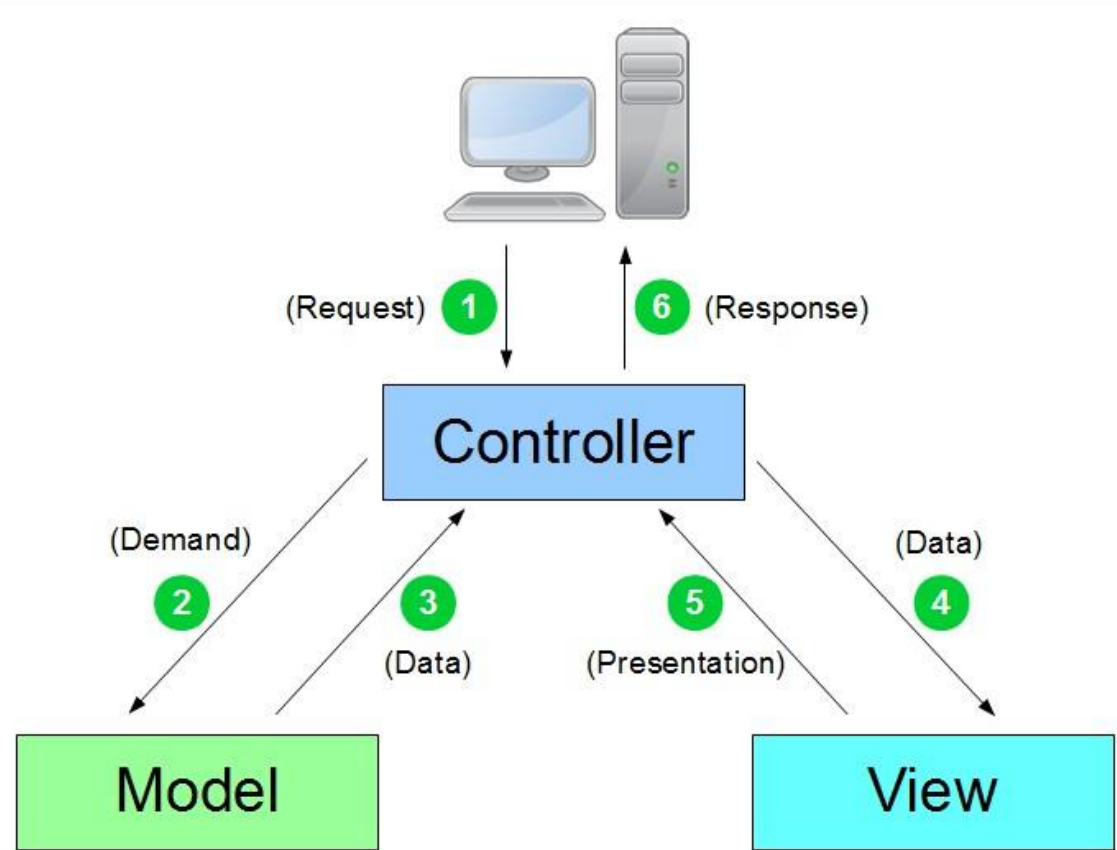 (Request) 1
6 (Response)
Controller
(Demand)
2
3
(Data)
(Data)
4
5
(Presentation)
Model
View